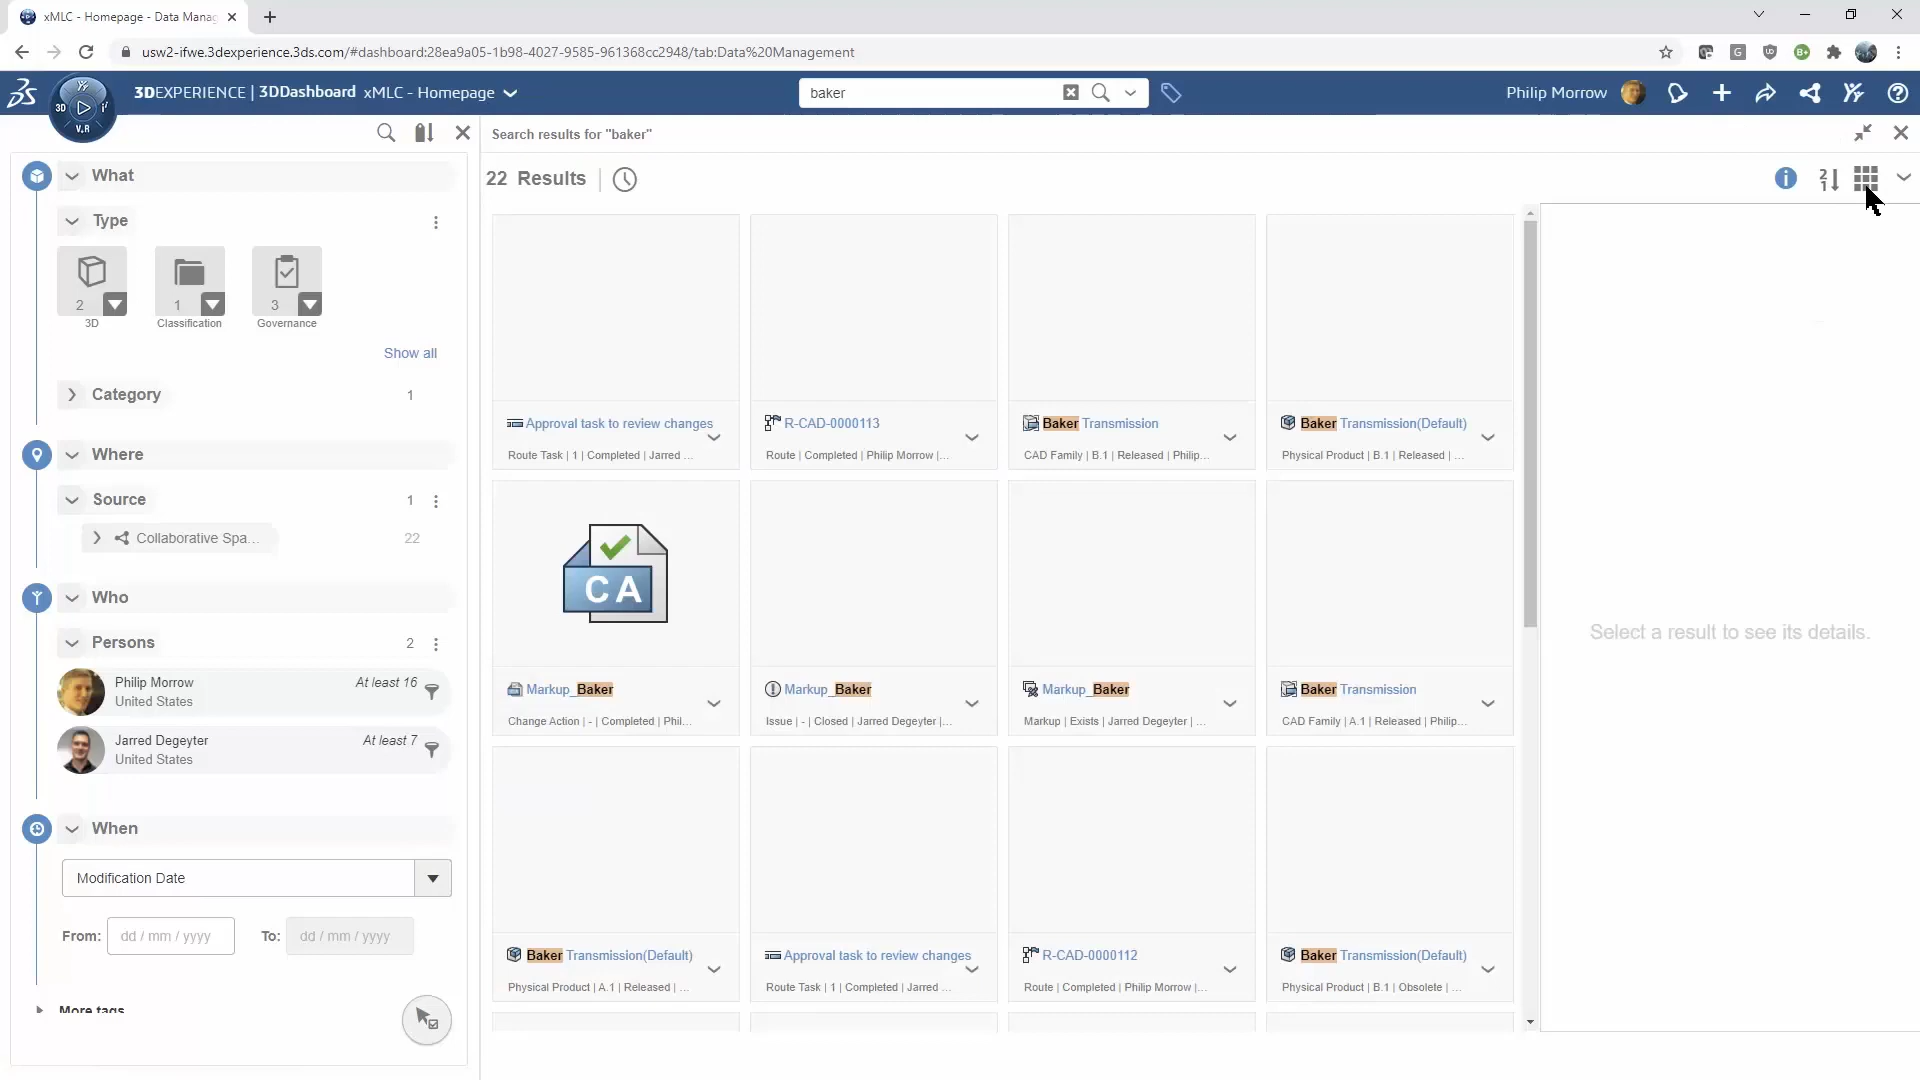 xMLC - Homepage - Data Manag
usw2-ifwe.3dexperience.3ds.com/#dashboard:28ea9a05-1b98-4027-9585-961368cc2948/tab:Data%20Management
3DEXPERIENCE | 3DDashboard xMLC - Homepage
baker
Philip Morrow
3D
V.R
Search results for "baker"
22 Results
What
Type
2
1
3
3D
Classification
Governance
Show all
Category 1
Where
Source 1
Collaborative Spa... 22
Who
Persons 2
Philip Morrow
United States
At least 16
Jarred Degeyter
United States
At least 7
When
Modification Date
From: dd / mm / yyyy To: dd / mm / yyyy
More tags
Approval task to review changes
Route Task | 1 | Completed | Jarred ...
R-CAD-0000113
Route | Completed | Philip Morrow |...
Baker Transmission
CAD Family | B.1 | Released | Philip...
Baker Transmission(Default)
Physical Product | B.1 | Released | ...
CA
Markup_Baker
Change Action | - | Completed | Phil...
Markup_Baker
Issue | - | Closed | Jarred Degeyter |...
Markup_Baker
Markup | Exists | Jarred Degeyter | ...
Baker Transmission
CAD Family | A.1 | Released | Philip...
Baker Transmission(Default)
Physical Product | A.1 | Released | ...
Approval task to review changes
Route Task | 1 | Completed | Jarred ...
R-CAD-0000112
Route | Completed | Philip Morrow |...
Baker Transmission(Default)
Physical Product | B.1 | Obsolete | ...
Select a result to see its details.